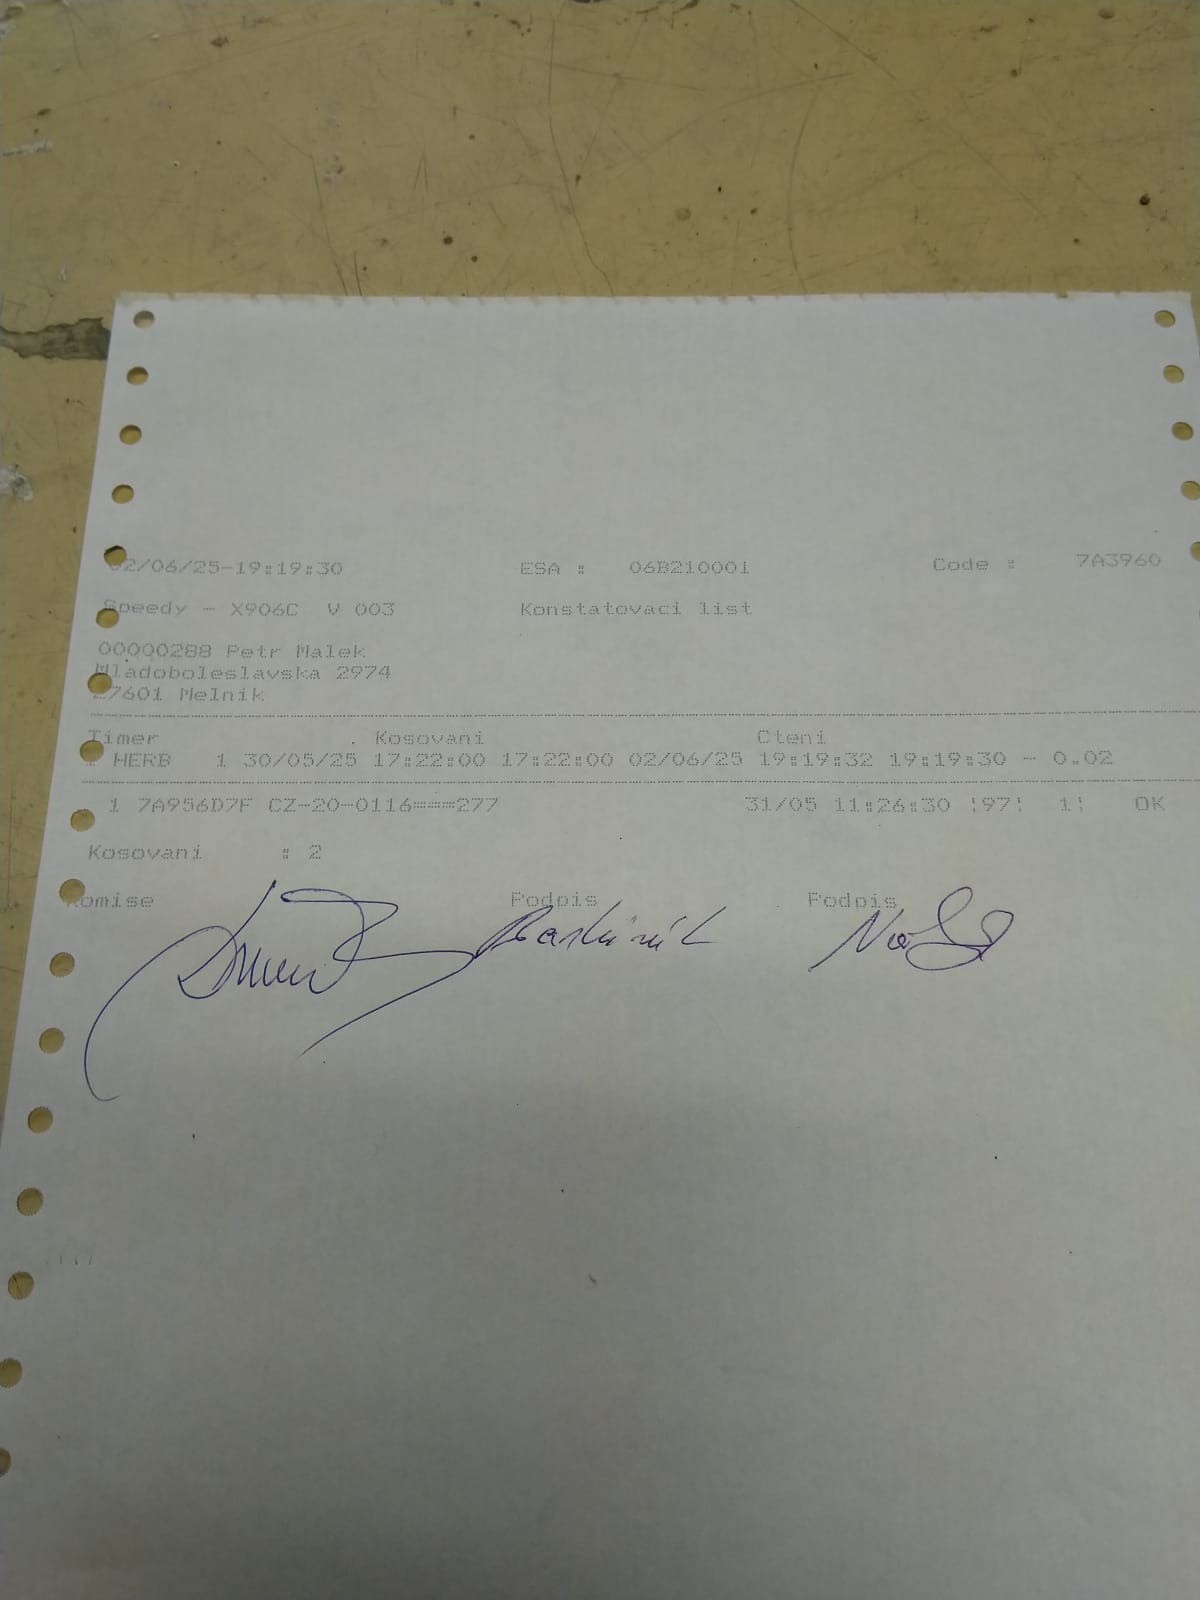 02/06/25-19:19:30 ESA : 06B210001 Code : 7A3960
Speedy - X906C V 003 Konstatovaci list
00000288 Petr Malek
Mladoboleslavska 2974
27601 Melnik
Timer Kosovani Cteni
HERB 1 30/05/25 17:22:00 17:22:00 02/06/25 19:19:32 19:19:30 - 0.02
1 7A956D7F CZ-20-0116===277 31/05 11:26:30 ¦97¦ 1¦ OK
Kosovani : 2
Komise Podpis Podpis